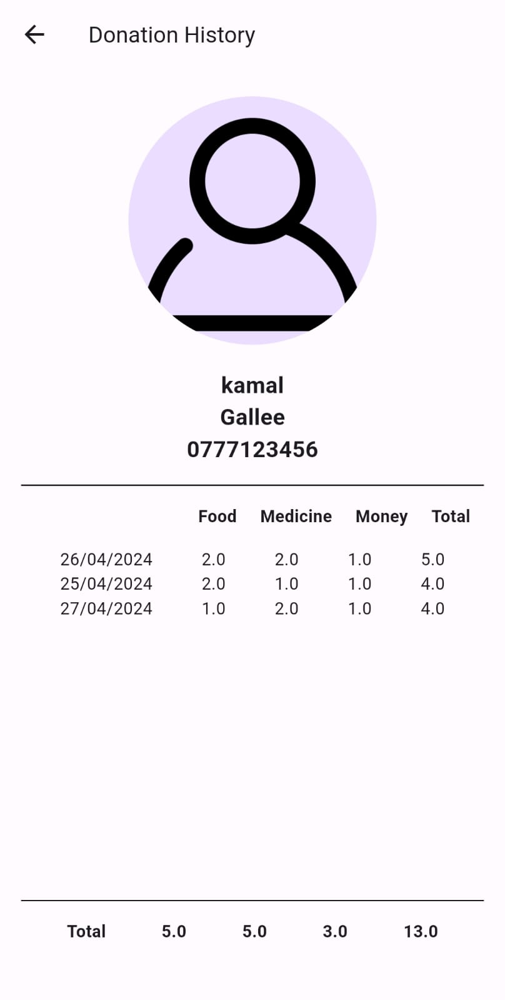 Donation History
kamal
Gallee
0777123456
Food Medicine Money Total
26/04/2024 2.0 2.0 1.0 5.0
25/04/2024 2.0 1.0 1.0 4.0
27/04/2024 1.0 2.0 1.0 4.0
Total 5.0 5.0 3.0 13.0